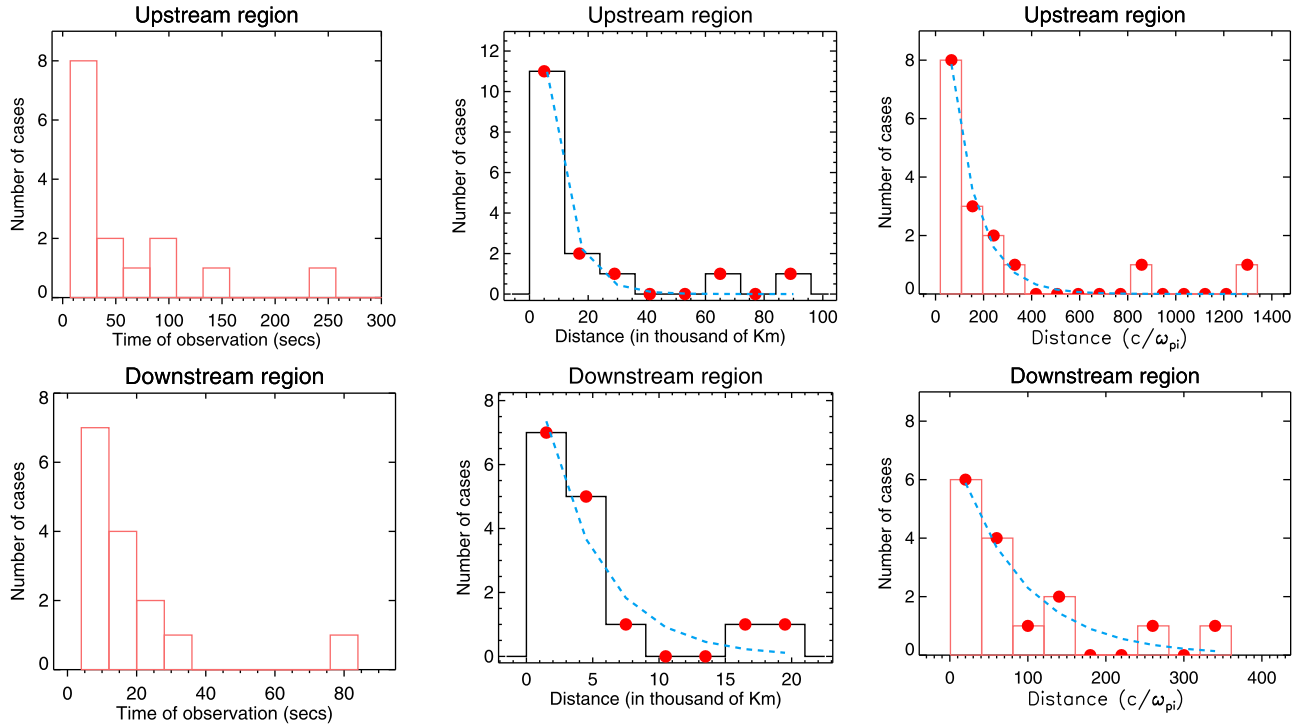 Upstream region
Number of cases
8
6
4
2
0
0 50 100 150 200 250 300
Time of observation (secs)
Upstream region
Number of cases
12
10
8
6
4
2
0
0 20 40 60 80 100
Distance (in thousand of Km)
Upstream region
Number of cases
8
6
4
2
0
0 200 400 600 800 1000 1200 1400
Distance (c/ω_pi)
Downstream region
Number of cases
8
6
4
2
0
0 20 40 60 80
Time of observation (secs)
Downstream region
Number of cases
8
6
4
2
0
0 5 10 15 20
Distance (in thousand of Km)
Downstream region
Number of cases
8
6
4
2
0
0 100 200 300 400
Distance (c/ω_pi)